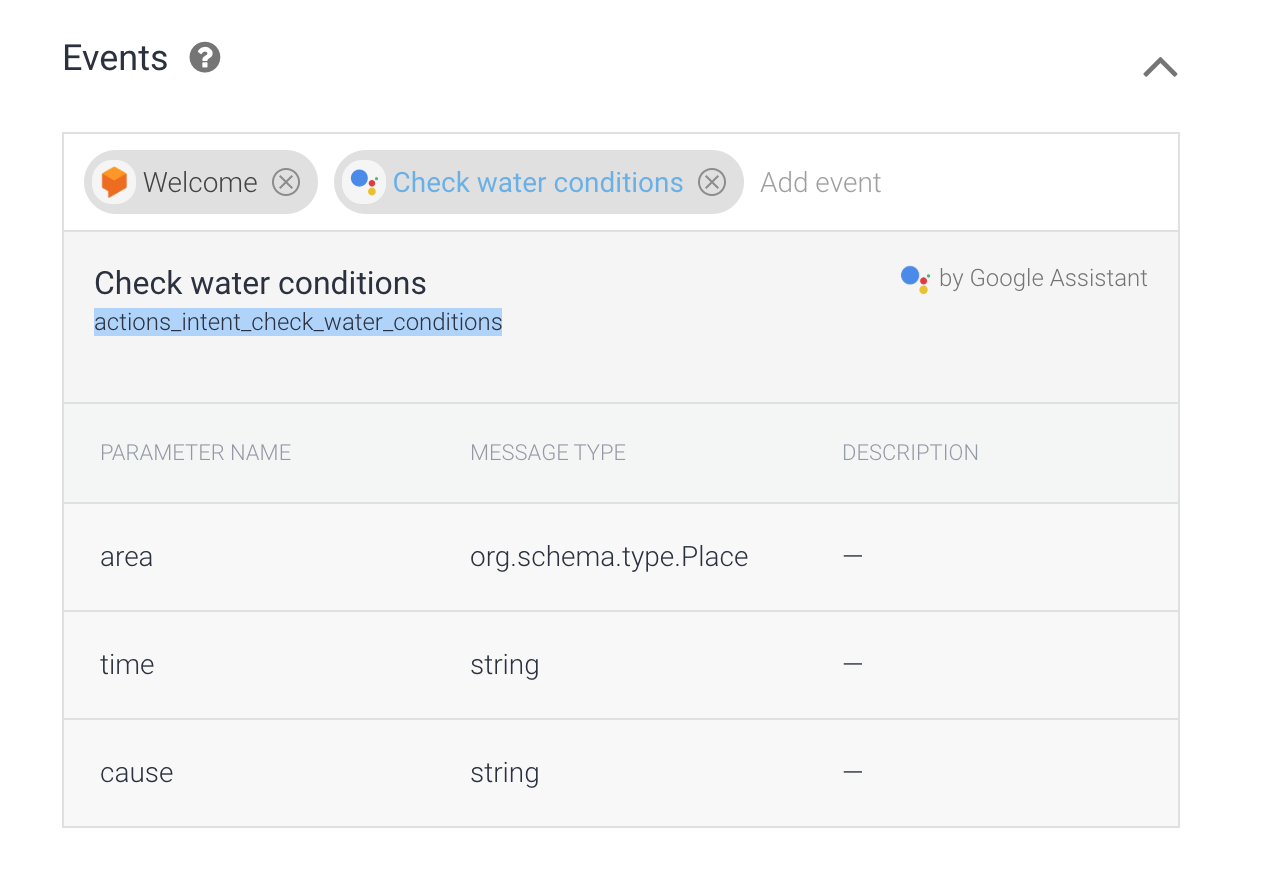 Events ?
Welcome Check water conditions Add event
Check water conditions by Google Assistant
actions_intent_check_water_conditions
PARAMETER NAME MESSAGE TYPE DESCRIPTION
area org.schema.type.Place —
time string —
cause string —